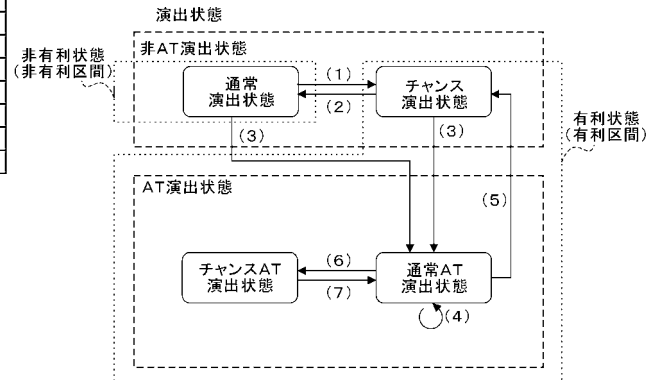 演出状態
非AT演出状態
非有利状態
(非有利区間)
通常
演出状態
(1)
(2)
チャンス
演出状態
(3)
(3)
有利状態
(有利区間)
AT演出状態
(5)
チャンスAT
演出状態
(6)
(7)
通常AT
演出状態
(4)